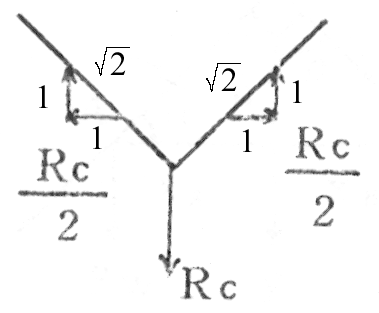 √2 √2
1 1
1 1
Rc/2 Rc/2
Rc